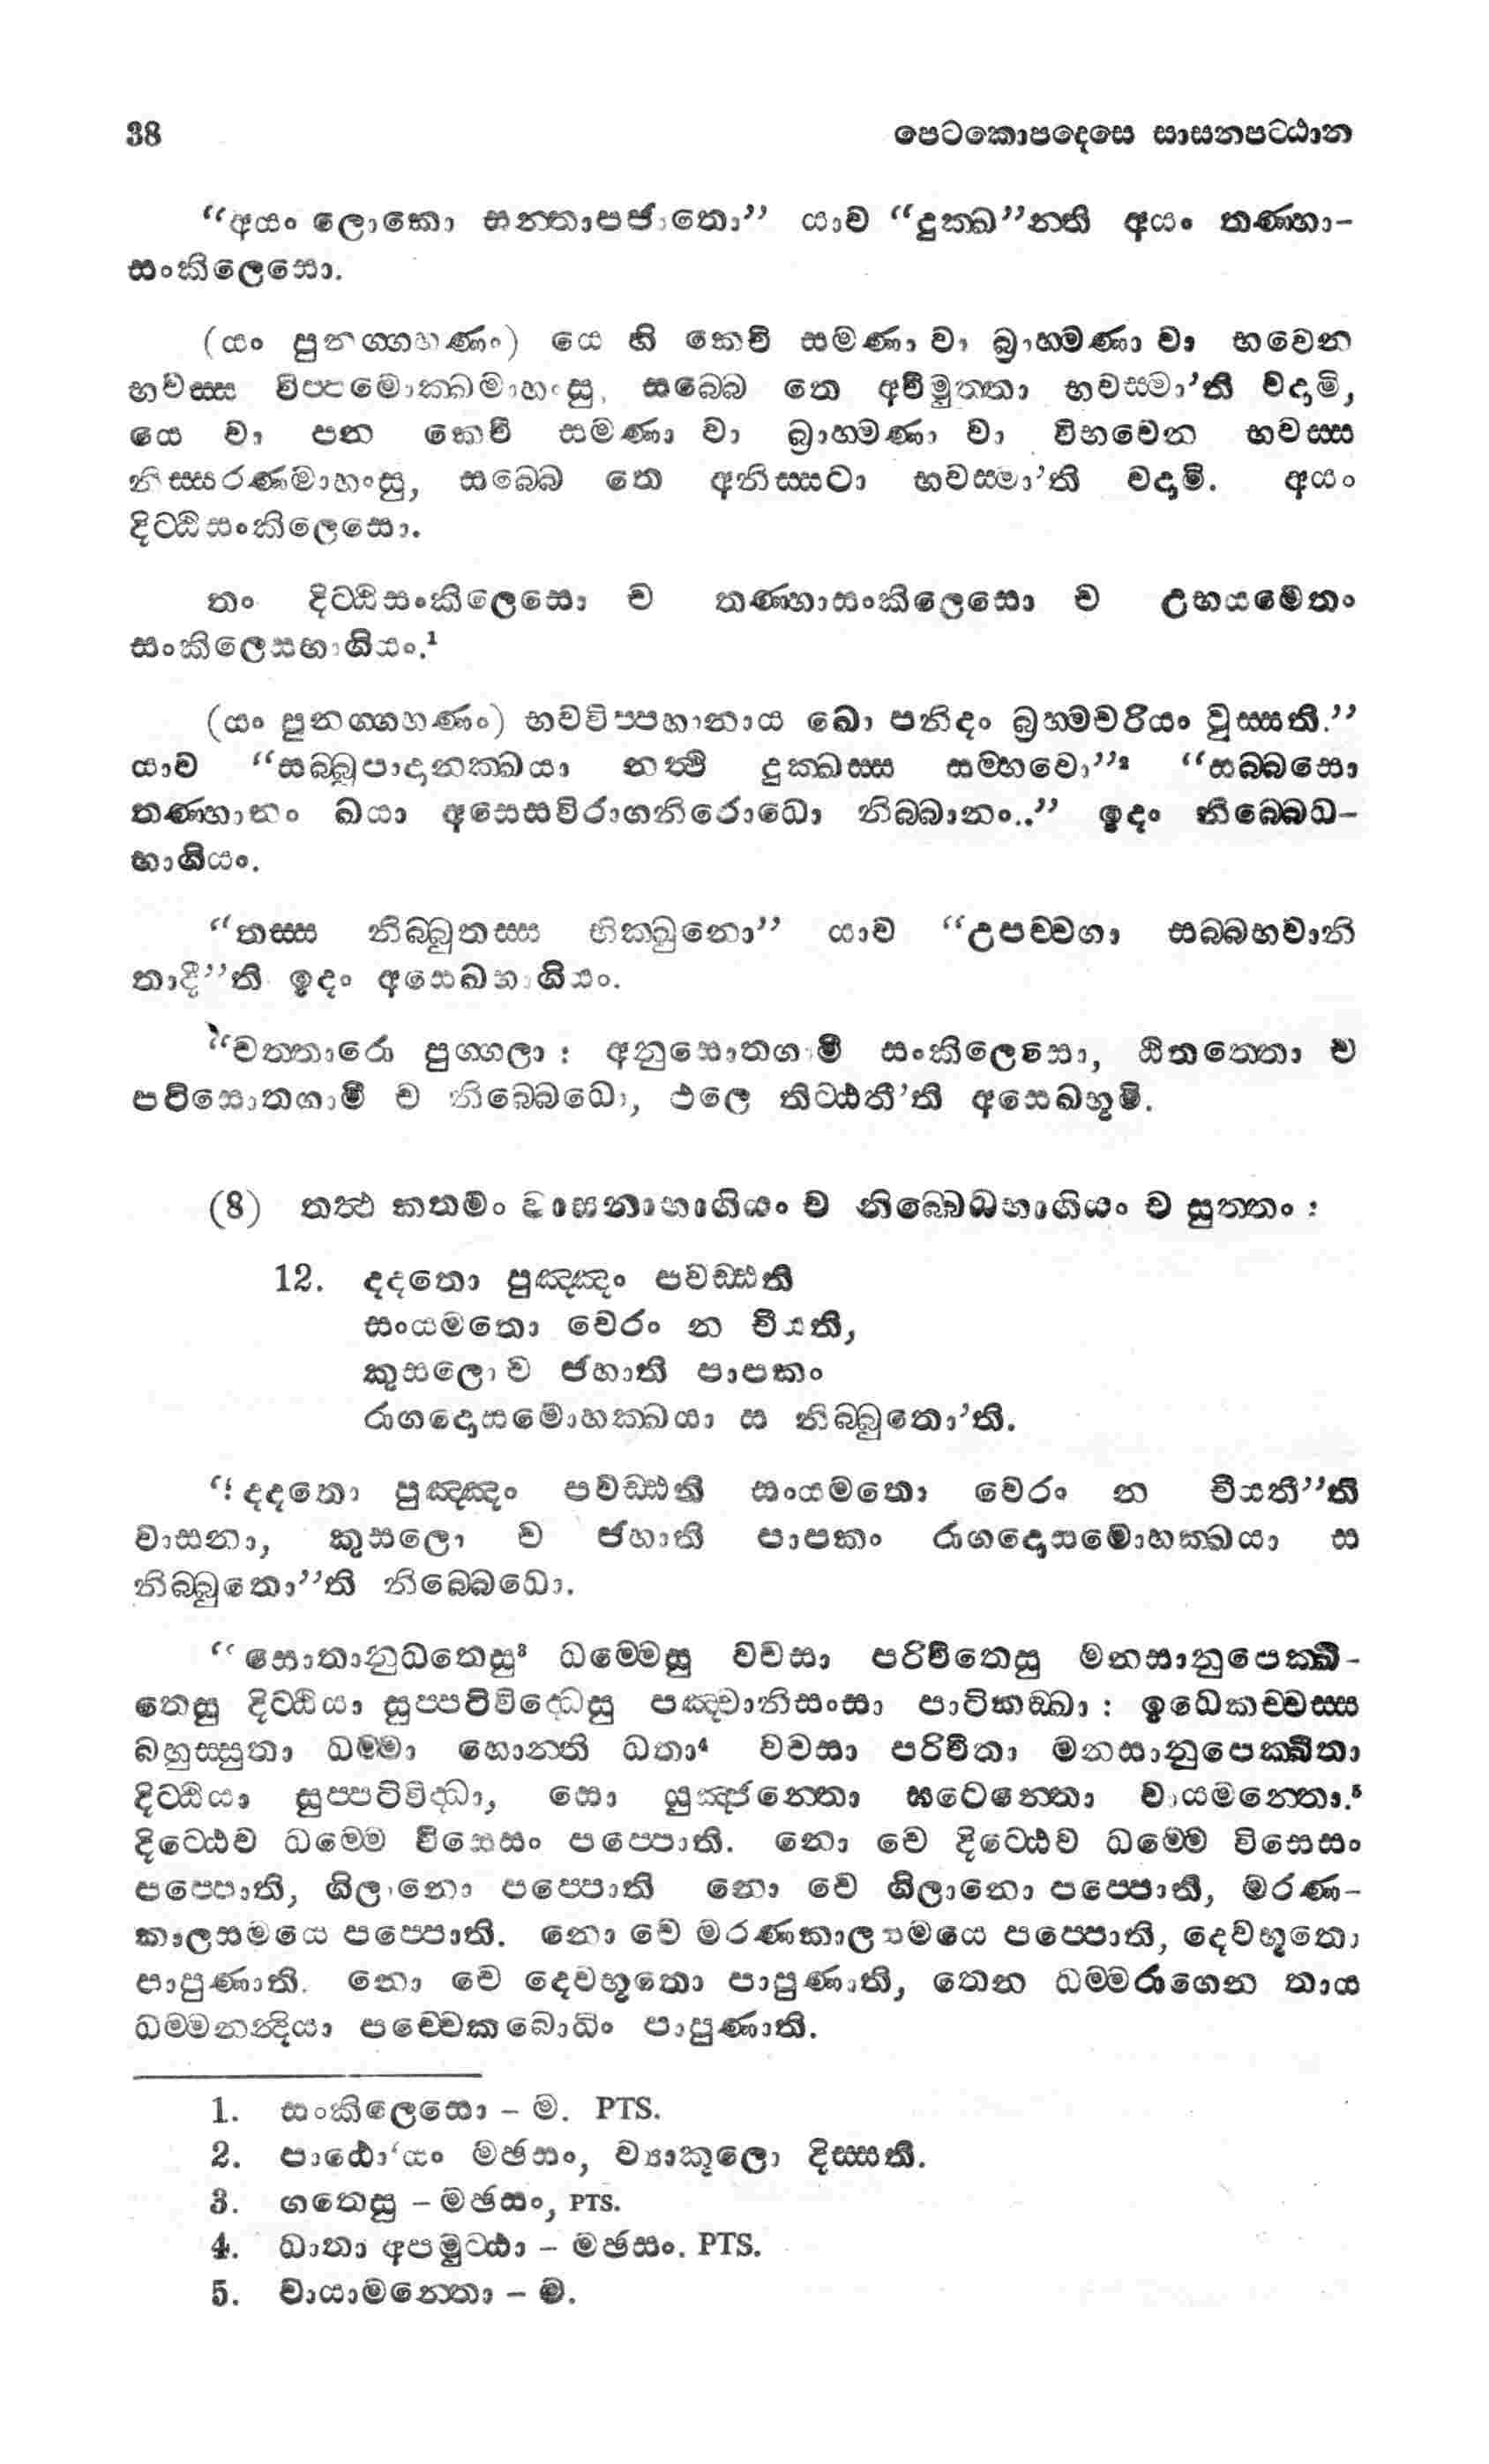 38 පෙටකොපදෙසෙ සාසනපට්ඨාන
“අයං ලොකො සන්තාපජාතො” යාව “දුක්ඛ”න්ති අයං තණ්හා-
සංකිලෙසො.
(යං පුනග්ගහණං) යෙ හි කෙචි සමණා වා බ්‍රාහ්මණා වා භවෙන
භවස්ස විප්පමොක්ඛමාහංසු, සබ්බෙ තෙ අවිමුත්තා භවස්මා’ති වදාමි,
යෙ වා පන කෙචි සමණා වා බ්‍රාහ්මණා වා විභවෙන භවස්ස
නිස්සරණමාහංසු, සබ්බෙ තෙ අනිස්සටා භවස්මා’ති වදාමි. අයං
දිට්ඨිසංකිලෙසො.
තං දිට්ඨිසංකිලෙසො ච තණ්හාසංකිලෙසො ච උභයමෙතං
සංකිලෙසභාගියං.¹
(යං පුනග්ගහණං) භවවිප්පහානාය ඛො පනිදං බ්‍රහ්මචරියං වුස්සති.”
යාව “සබ්බුපාදානක්ඛයා නත්ථි දුක්ඛස්ස සම්භවො”² “සබ්බසො
තණ්හානං ඛයා අසෙසවිරාගනිරොධො නිබ්බානං..” ඉදං නිබ්බෙධ-
භාගියං.
“තස්ස නිබ්බුතස්ස භික්ඛුනො” යාව “උපච්චගා සබ්බභවානි
තාදී”ති ඉදං අසෙඛභාගියං.
“චත්තාරො පුග්ගලා : අනුසොතගාමී සංකිලෙසො, ඨිතත්තො ච
පටිසොතගාමී ච නිබ්බෙධො, ඵලෙ තිට්ඨතී’ති අසෙඛභූමි.
(8) තත්ථ කතමං වාසනාභාගියං ච නිබ්බෙධභාගියං ච සුත්තං :
12. දදතො පුඤ්ඤං පවඩ්ඪති
සංයමතො වෙරං න චීයති,
කුසලො ච ජහාති පාපකං
රාගදොසමොහක්ඛයා ස නිබ්බුතො’ති.
“දදතො පුඤ්ඤං පවඩ්ඪති සංයමතො වෙරං න චීයතී”ති
වාසනා, කුසලො ච ජහාති පාපකං රාගදොසමොහක්ඛයා ස
නිබ්බුතො”ති නිබ්බෙධො.
“සොතානුධතෙසු³ ධම්මෙසු වචසා පරිචිතෙසු මනසානුපෙක්ඛි-
තෙසු දිට්ඨියා සුප්පටිවිද්ධෙසු පඤ්චානිසංසා පාටිකඞ්ඛා : ඉධෙකච්චස්ස
බහුස්සුතා ධම්මා හොන්ති ධතා⁴ වචසා පරිචිතා මනසානුපෙක්ඛිතා
දිට්ඨියා සුප්පටිවිද්ධා, සො යුඤ්ජන්තො ඝටෙන්තො වායමන්තො.⁵
දිට්ඨෙව ධම්මෙ විසෙසං පප්පොති. නො චෙ දිට්ඨෙව ධම්මෙ විසෙසං
පප්පොති, ගිලානො පප්පොති නො චෙ ගිලානො පප්පොති, මරණ-
කාලසමයෙ පප්පොති. නො චෙ මරණකාලසමයෙ පප්පොති, දෙවභූතො
පාපුණාති. නො චෙ දෙවභූතො පාපුණාති, තෙන ධම්මරාගෙන තාය
ධම්මනන්දියා පච්චෙකබොධිං පාපුණාති.
1. සංකිලෙසො – ම. PTS.
2. පාඨො‘යං මඡසං, ව්‍යාකූලො දිස්සති.
3. ගතෙසු – මඡසං, PTS.
4. ධාතා අපමුට්ඨා – මඡසං. PTS.
5. වායාමන්තො – ම.